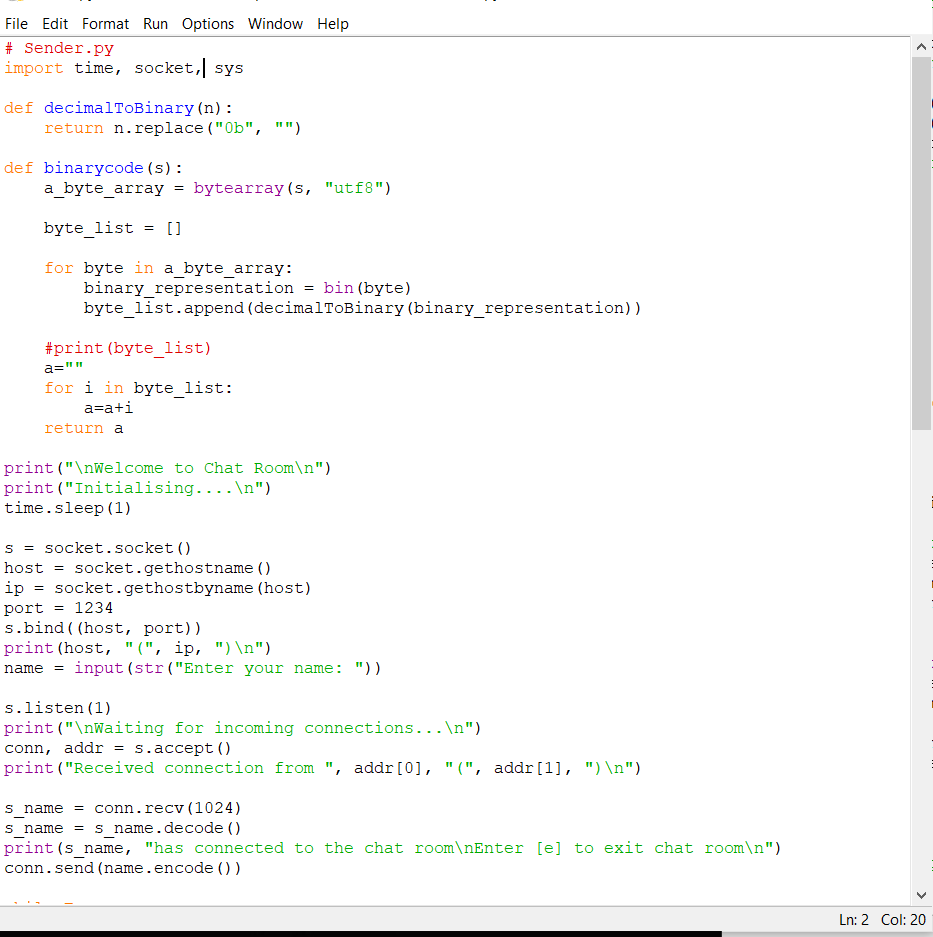 File Edit Format Run Options Window Help
# Sender.py
import time, socket, sys

def decimalToBinary(n):
    return n.replace("0b", "")

def binarycode(s):
    a_byte_array = bytearray(s, "utf8")

    byte_list = []

    for byte in a_byte_array:
        binary_representation = bin(byte)
        byte_list.append(decimalToBinary(binary_representation))

    #print(byte_list)
    a=""
    for i in byte_list:
        a=a+i
    return a

print("\nWelcome to Chat Room\n")
print("Initialising....\n")
time.sleep(1)

s = socket.socket()
host = socket.gethostname()
ip = socket.gethostbyname(host)
port = 1234
s.bind((host, port))
print(host, "(", ip, ")\n")
name = input(str("Enter your name: "))

s.listen(1)
print("\nWaiting for incoming connections...\n")
conn, addr = s.accept()
print("Received connection from ", addr[0], "(", addr[1], ")\n")

s_name = conn.recv(1024)
s_name = s_name.decode()
print(s_name, "has connected to the chat room\nEnter [e] to exit chat room\n")
conn.send(name.encode())

Ln: 2 Col: 20